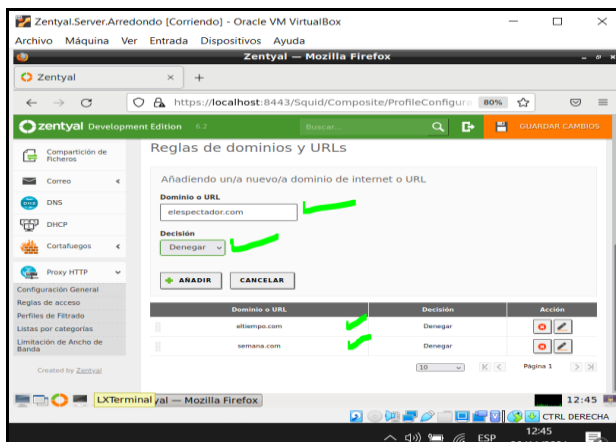 Zentyal.Server.Arredondo [Corriendo] - Oracle VM VirtualBox
Archivo Máquina Ver Entrada Dispositivos Ayuda
Zentyal — Mozilla Firefox
Zentyal
https://localhost:8443/Squid/Composite/ProfileConfigura 80%
zentyal Development Edition 6.2 Buscar... GUARDAR CAMBIOS
Compartición de Ficheros
Correo
DNS
DHCP
Cortafuegos
Proxy HTTP
Configuración General
Reglas de acceso
Perfiles de Filtrado
Listas por categorías
Limitación de Ancho de Banda
Created by Zentyal
Reglas de dominios y URLs
Añadiendo un/a nuevo/a dominio de internet o URL
Dominio o URL
elespectador.com
Decisión
Denegar
AÑADIR CANCELAR
Dominio o URL Decisión Acción
eltiempo.com Denegar
semana.com Denegar
10 Página 1
LXTerminal yal — Mozilla Firefox 12:45
CTRL DERECHA
ESP 12:45